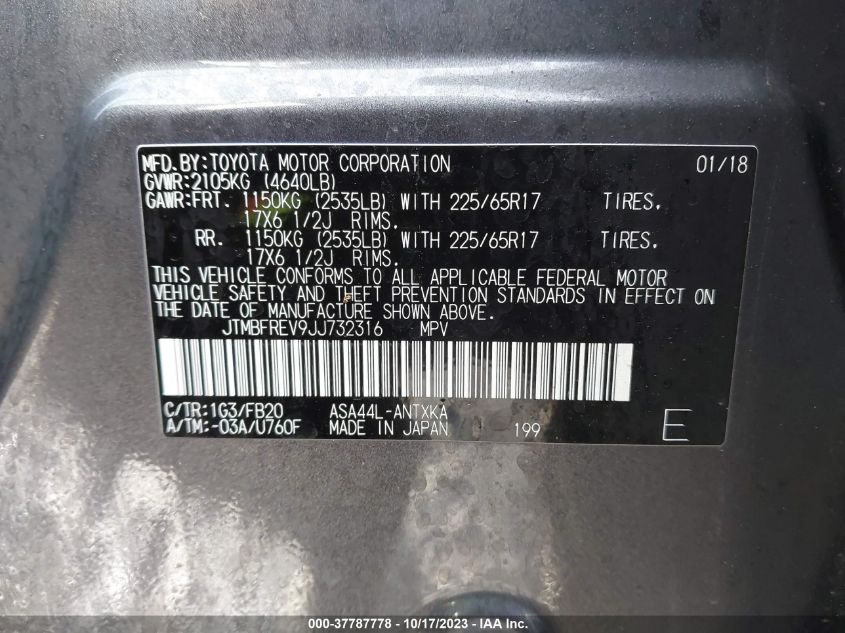 MFD.BY:TOYOTA MOTOR CORPORATION 01/18
GVWR:2105KG (4640LB)
GAWR:FRT. 1150KG (2535LB) WITH 225/65R17 TIRES.
17X6 1/2J RIMS.
RR. 1150KG (2535LB) WITH 225/65R17 TIRES.
17X6 1/2J RIMS.
THIS VEHICLE CONFORMS TO ALL APPLICABLE FEDERAL MOTOR
VEHICLE SAFETY AND THEFT PREVENTION STANDARDS IN EFFECT ON
THE DATE OF MANUFACTURE SHOWN ABOVE.
JTMBFREV9JJ732316 MPV
C/TR:1G3/FB20 ASA44L-ANTXKA
A/TM:-03A/U760F MADE IN JAPAN 199 E
000-37787778 - 10/17/2023 - IAA Inc.